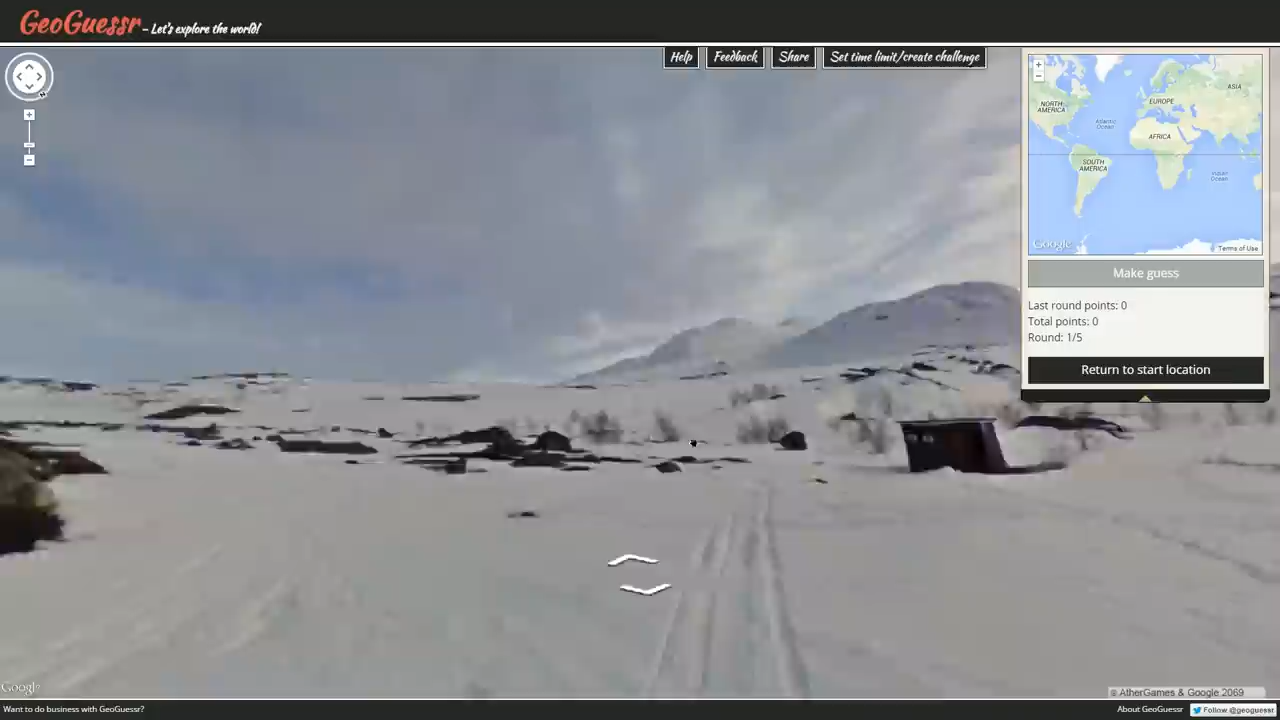 GeoGuessr - Let's explore the world!
Help
Feedback
Share
Set time limit/create challenge
NORTH AMERICA
EUROPE
ASIA
Atlantic Ocean
AFRICA
SOUTH AMERICA
Indian Ocean
Google
Terms of Use
Make guess
Last round points: 0
Total points: 0
Round: 1/5
Return to start location
Google
© AtherGames & Google 2069
Want to do business with GeoGuessr?
About GeoGuessr
Follow @geoguessr